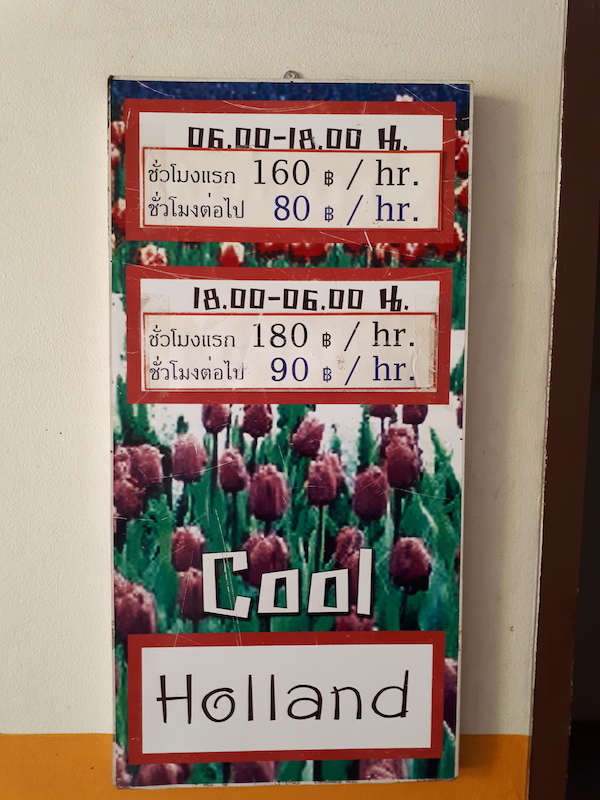 06.00-18.00 น.
ชั่วโมงแรก 160 ฿ / hr.
ชั่วโมงต่อไป 80 ฿ / hr.
18.00-06.00 น.
ชั่วโมงแรก 180 ฿ / hr.
ชั่วโมงต่อไป 90 ฿ / hr.
Cool
Holland